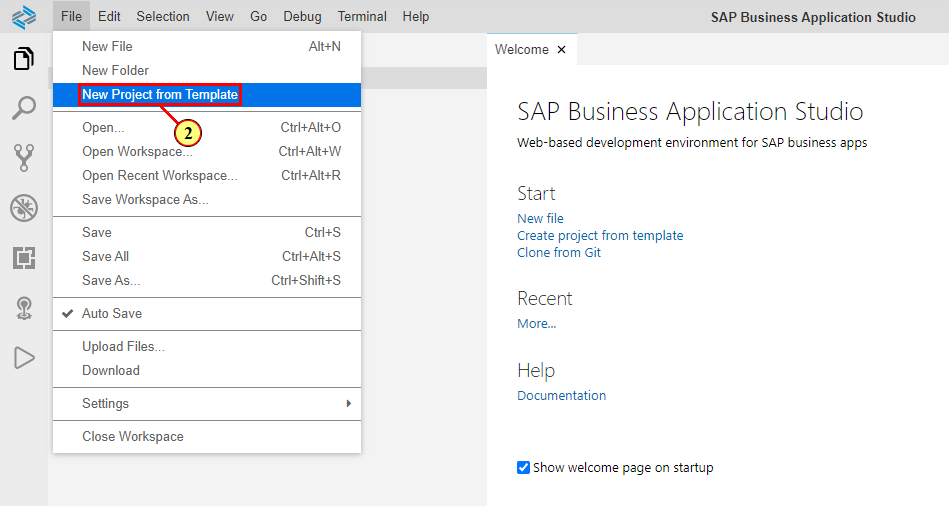 File Edit Selection View Go Debug Terminal Help SAP Business Application Studio
New File Alt+N
New Folder
New Project from Template
2
Open... Ctrl+Alt+O
Open Workspace... Ctrl+Alt+W
Open Recent Workspace... Ctrl+Alt+R
Save Workspace As...
Save Ctrl+S
Save All Ctrl+Alt+S
Save As... Ctrl+Shift+S
Auto Save
Upload Files...
Download
Settings
Close Workspace
Welcome
SAP Business Application Studio
Web-based development environment for SAP business apps
Start
New file
Create project from template
Clone from Git
Recent
More...
Help
Documentation
Show welcome page on startup